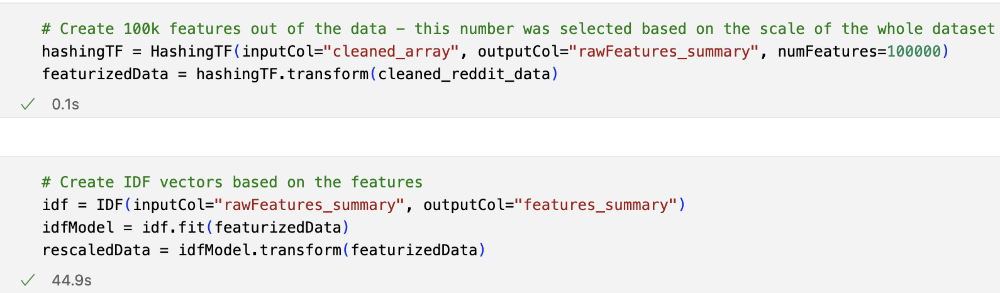 # Create 100k features out of the data – this number was selected based on the scale of the whole dataset
hashingTF = HashingTF(inputCol="cleaned_array", outputCol="rawFeatures_summary", numFeatures=100000)
featurizedData = hashingTF.transform(cleaned_reddit_data)
✓ 0.1s
# Create IDF vectors based on the features
idf = IDF(inputCol="rawFeatures_summary", outputCol="features_summary")
idfModel = idf.fit(featurizedData)
rescaledData = idfModel.transform(featurizedData)
✓ 44.9s